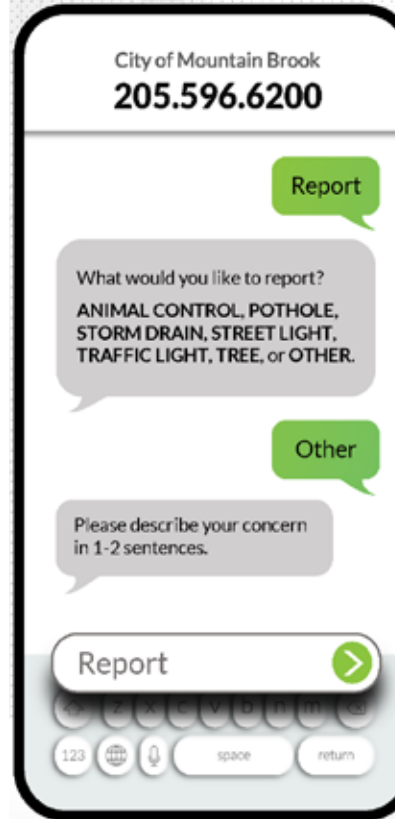 City of Mountain Brook
205.596.6200
Report
What would you like to report?
ANIMAL CONTROL, POTHOLE,
STORM DRAIN, STREET LIGHT,
TRAFFIC LIGHT, TREE, or OTHER.
Other
Please describe your concern
in 1-2 sentences.
Report
z x c v b n m
123 space return